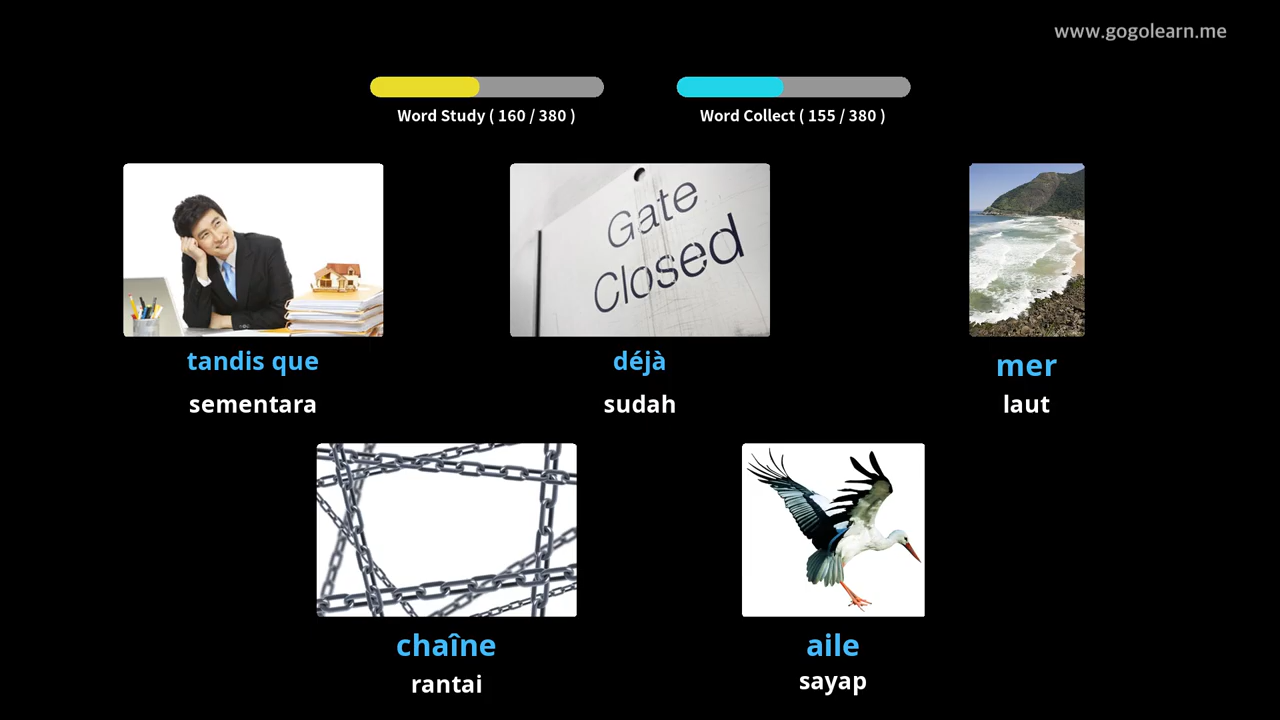 www.gogolearn.me
Word Study ( 160 / 380 )
Word Collect ( 155 / 380 )
Gate
Closed
tandis que
sementara
déjà
sudah
mer
laut
chaîne
rantai
aile
sayap